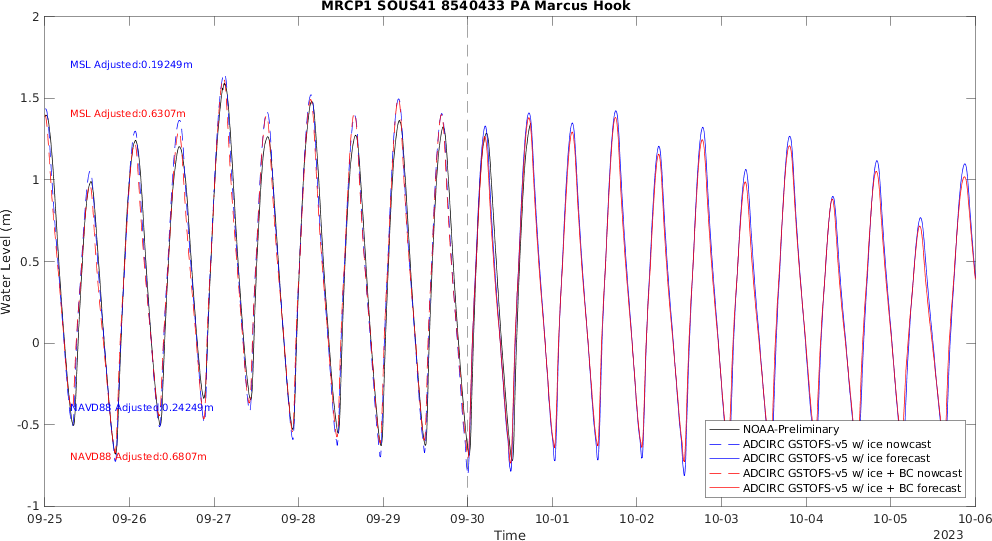 MRCP1 SOUS41 8540433 PA Marcus Hook
2
MSL Adjusted:0.19249m
1.5
MSL Adjusted:0.6307m
1
0.5
Water Level (m)
0
NAVD88 Adjusted:0.24249m
-0.5
NAVD88 Adjusted:0.6807m
NOAA-Preliminary
ADCIRC GSTOFS-v5 w/ ice nowcast
ADCIRC GSTOFS-v5 w/ ice forecast
ADCIRC GSTOFS-v5 w/ ice + BC nowcast
ADCIRC GSTOFS-v5 w/ ice + BC forecast
-1
09-25 09-26 09-27 09-28 09-29 09-30 10-01 10-02 10-03 10-04 10-05 10-06
Time
2023